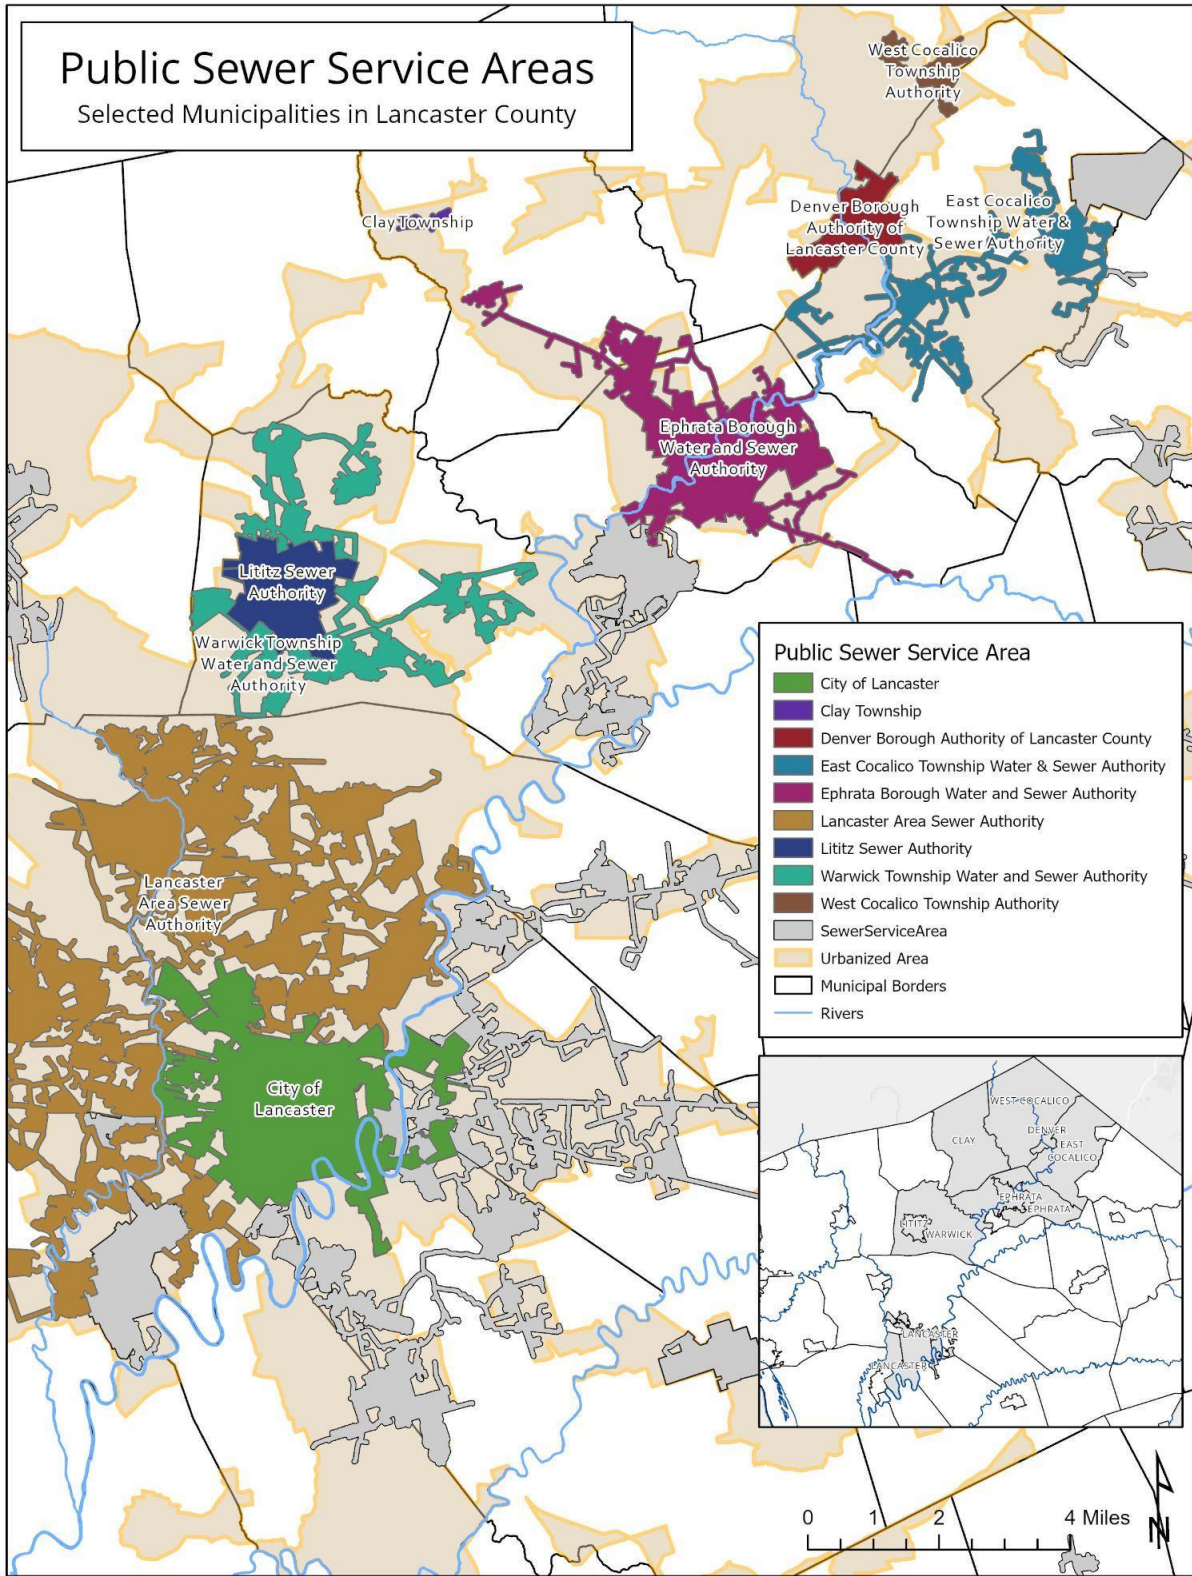 Public Sewer Service Areas
Selected Municipalities in Lancaster County
West Cocalico
Township
Authority
Clay Township
Denver Borough
Authority of
Lancaster County
East Cocalico
Township Water &
Sewer Authority
Ephrata Borough
Water and Sewer
Authority
Lititz Sewer
Authority
Warwick Township
Water and Sewer
Authority
Lancaster
Area Sewer
Authority
City of
Lancaster
Public Sewer Service Area
City of Lancaster
Clay Township
Denver Borough Authority of Lancaster County
East Cocalico Township Water & Sewer Authority
Ephrata Borough Water and Sewer Authority
Lancaster Area Sewer Authority
Lititz Sewer Authority
Warwick Township Water and Sewer Authority
West Cocalico Township Authority
SewerServiceArea
Urbanized Area
Municipal Borders
Rivers
WEST COCALICO
CLAY
DENVER
EAST
COCALICO
EPHRATA
EPHRATA
LITITZ
WARWICK
LANCASTER
LANCASTER
0 1 2 4 Miles
N